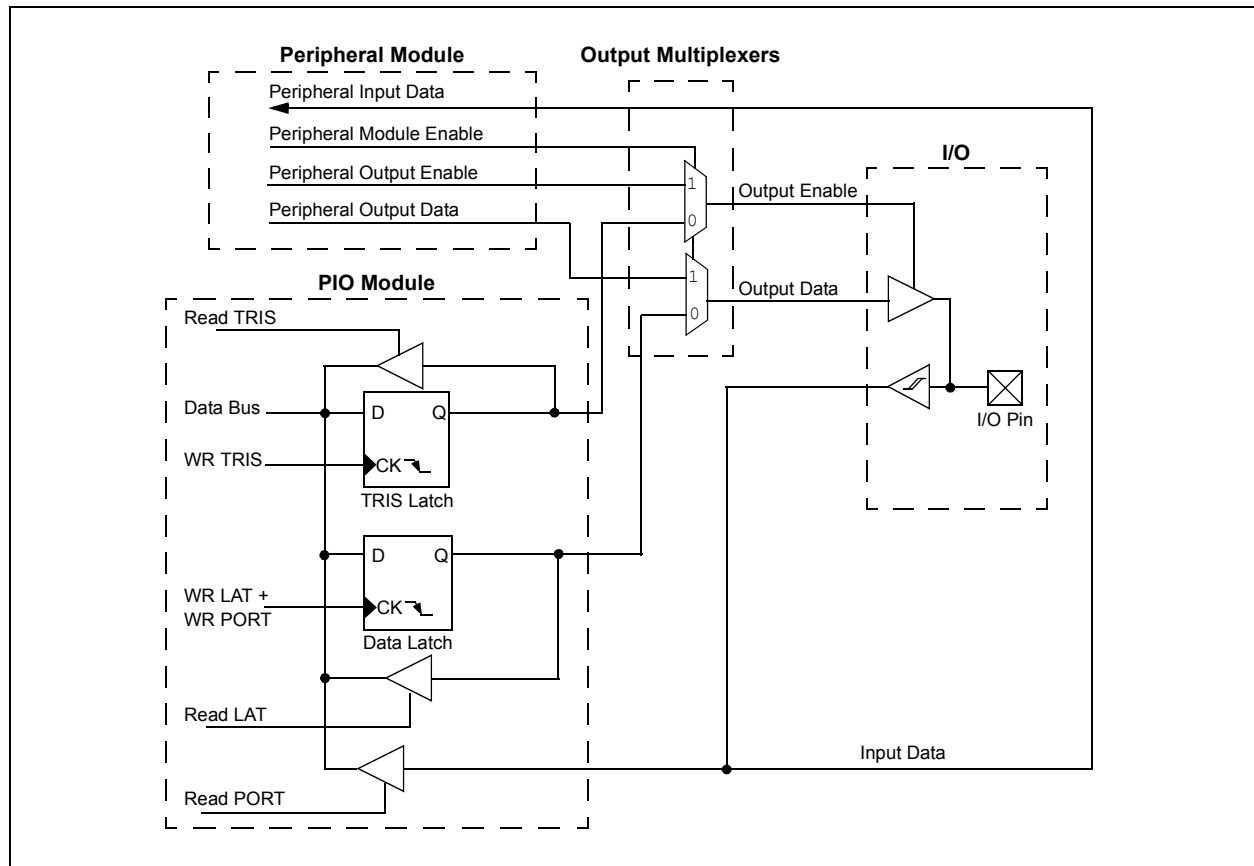 Peripheral Module
Output Multiplexers
Peripheral Input Data
Peripheral Module Enable
I/O
Peripheral Output Enable
1
Output Enable
Peripheral Output Data
0
1
PIO Module
Output Data
0
Read TRIS
Data Bus
D
Q
I/O Pin
WR TRIS
CK
TRIS Latch
D
Q
WR LAT +
WR PORT
CK
Data Latch
Read LAT
Input Data
Read PORT